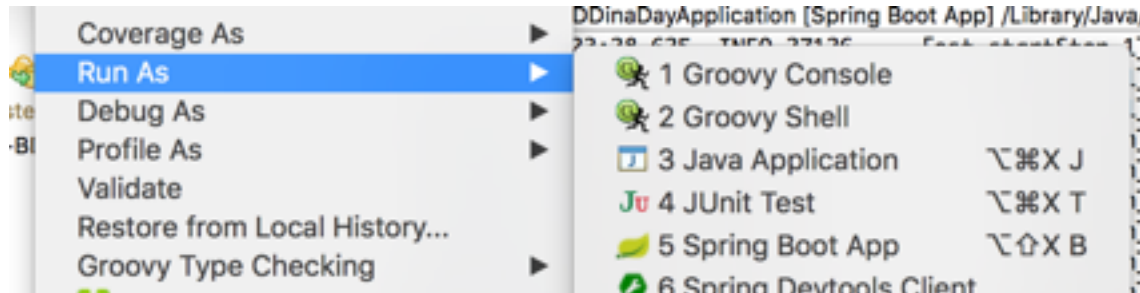 DDinaDayApplication [Spring Boot App] /Library/Java,
Coverage As
Run As
Debug As
Profile As
Validate
Restore from Local History...
Groovy Type Checking
1 Groovy Console
2 Groovy Shell
3 Java Application ⌥⌘X J
4 JUnit Test ⌥⌘X T
5 Spring Boot App ⌥⇧X B
6 Spring Devtools Client